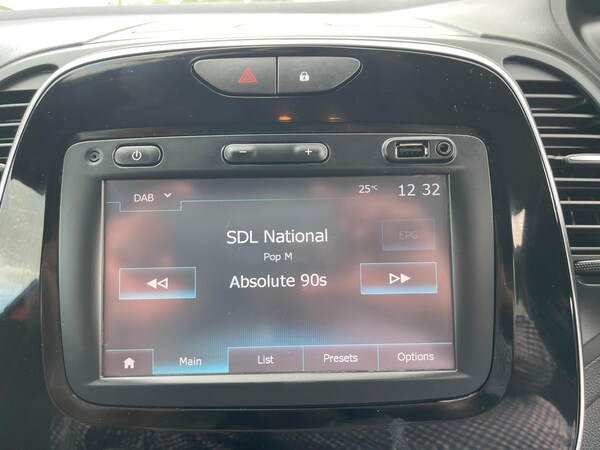 DAB
25°C
12 32
SDL National
EPG
Pop M
Absolute 90s
Main
List
Presets
Options